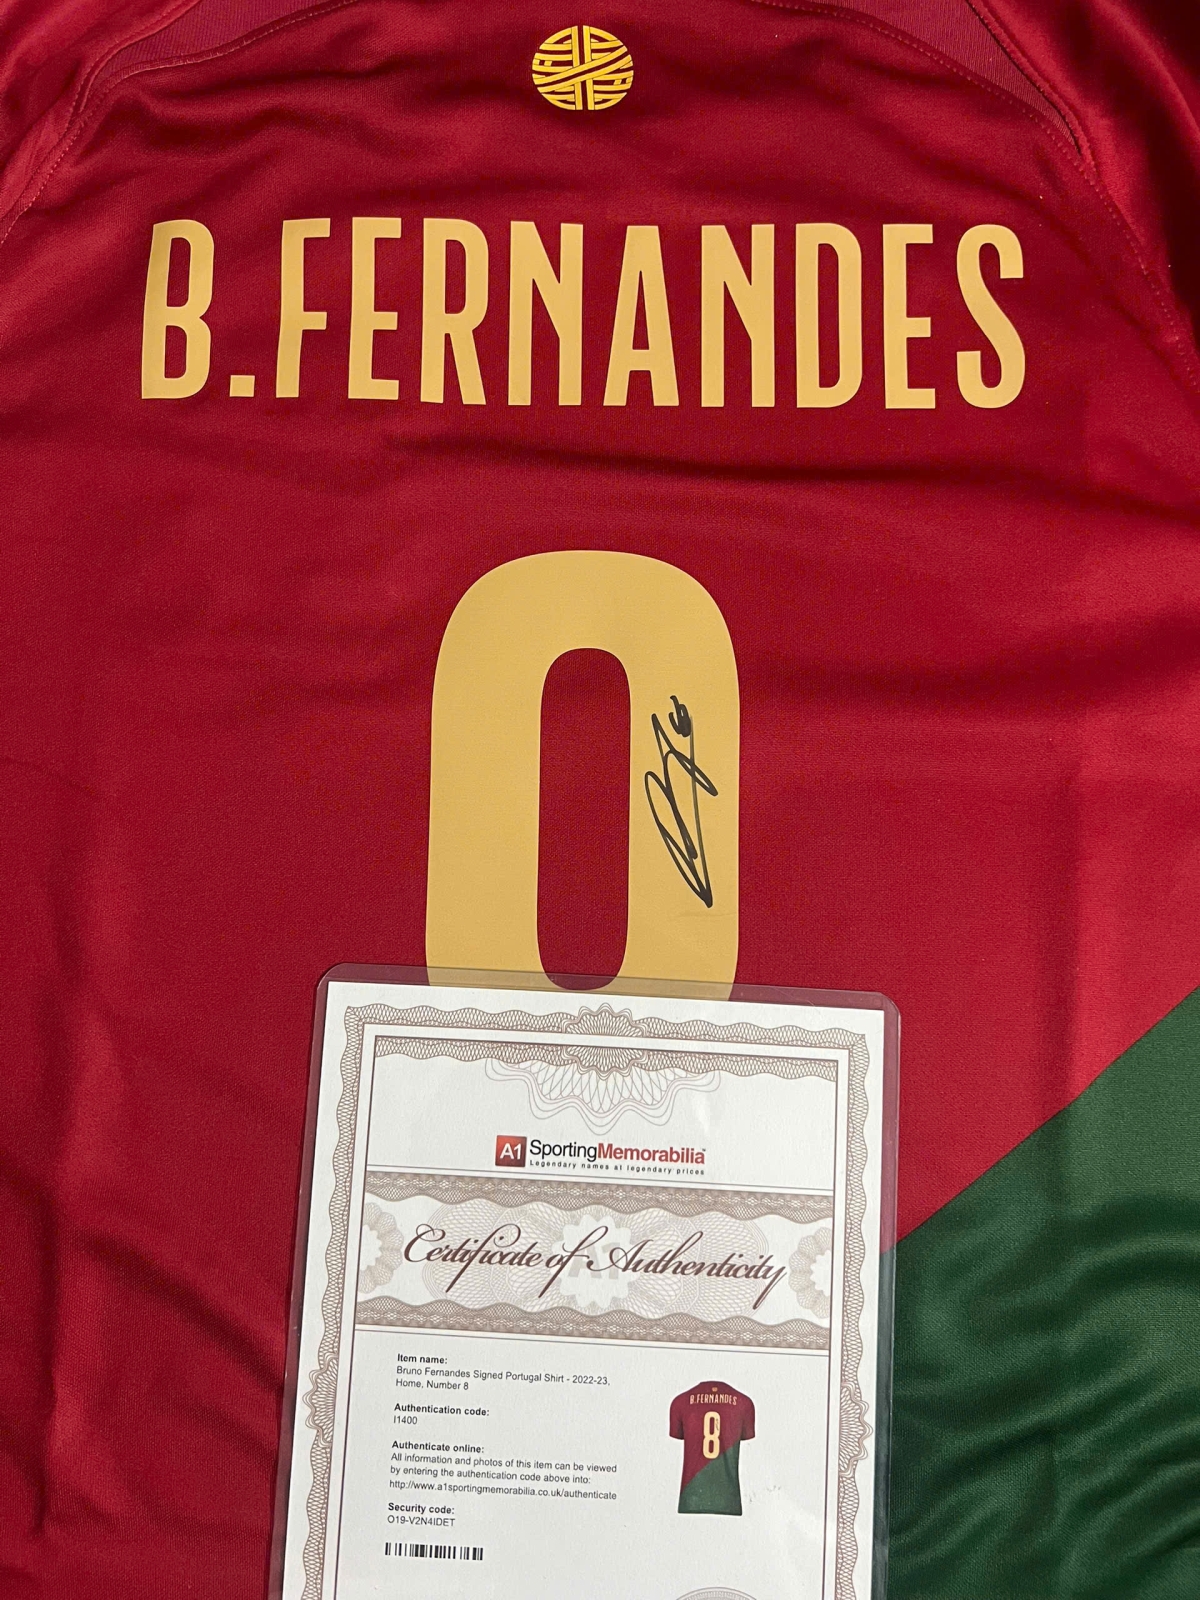 B.FERNANDES
A1 SportingMemorabilia
Legendary names at legendary prices
Certificate of Authenticity
Item name:
Bruno Fernandes Signed Portugal Shirt - 2022-23,
Home, Number 8
Authentication code:
I1400
Authenticate online:
All information and photos of this item can be viewed
by entering the authentication code above into:
http://www.a1sportingmemorabilia.co.uk/authenticate
Security code:
O19-V2N4IDET
B.FERNANDES
8